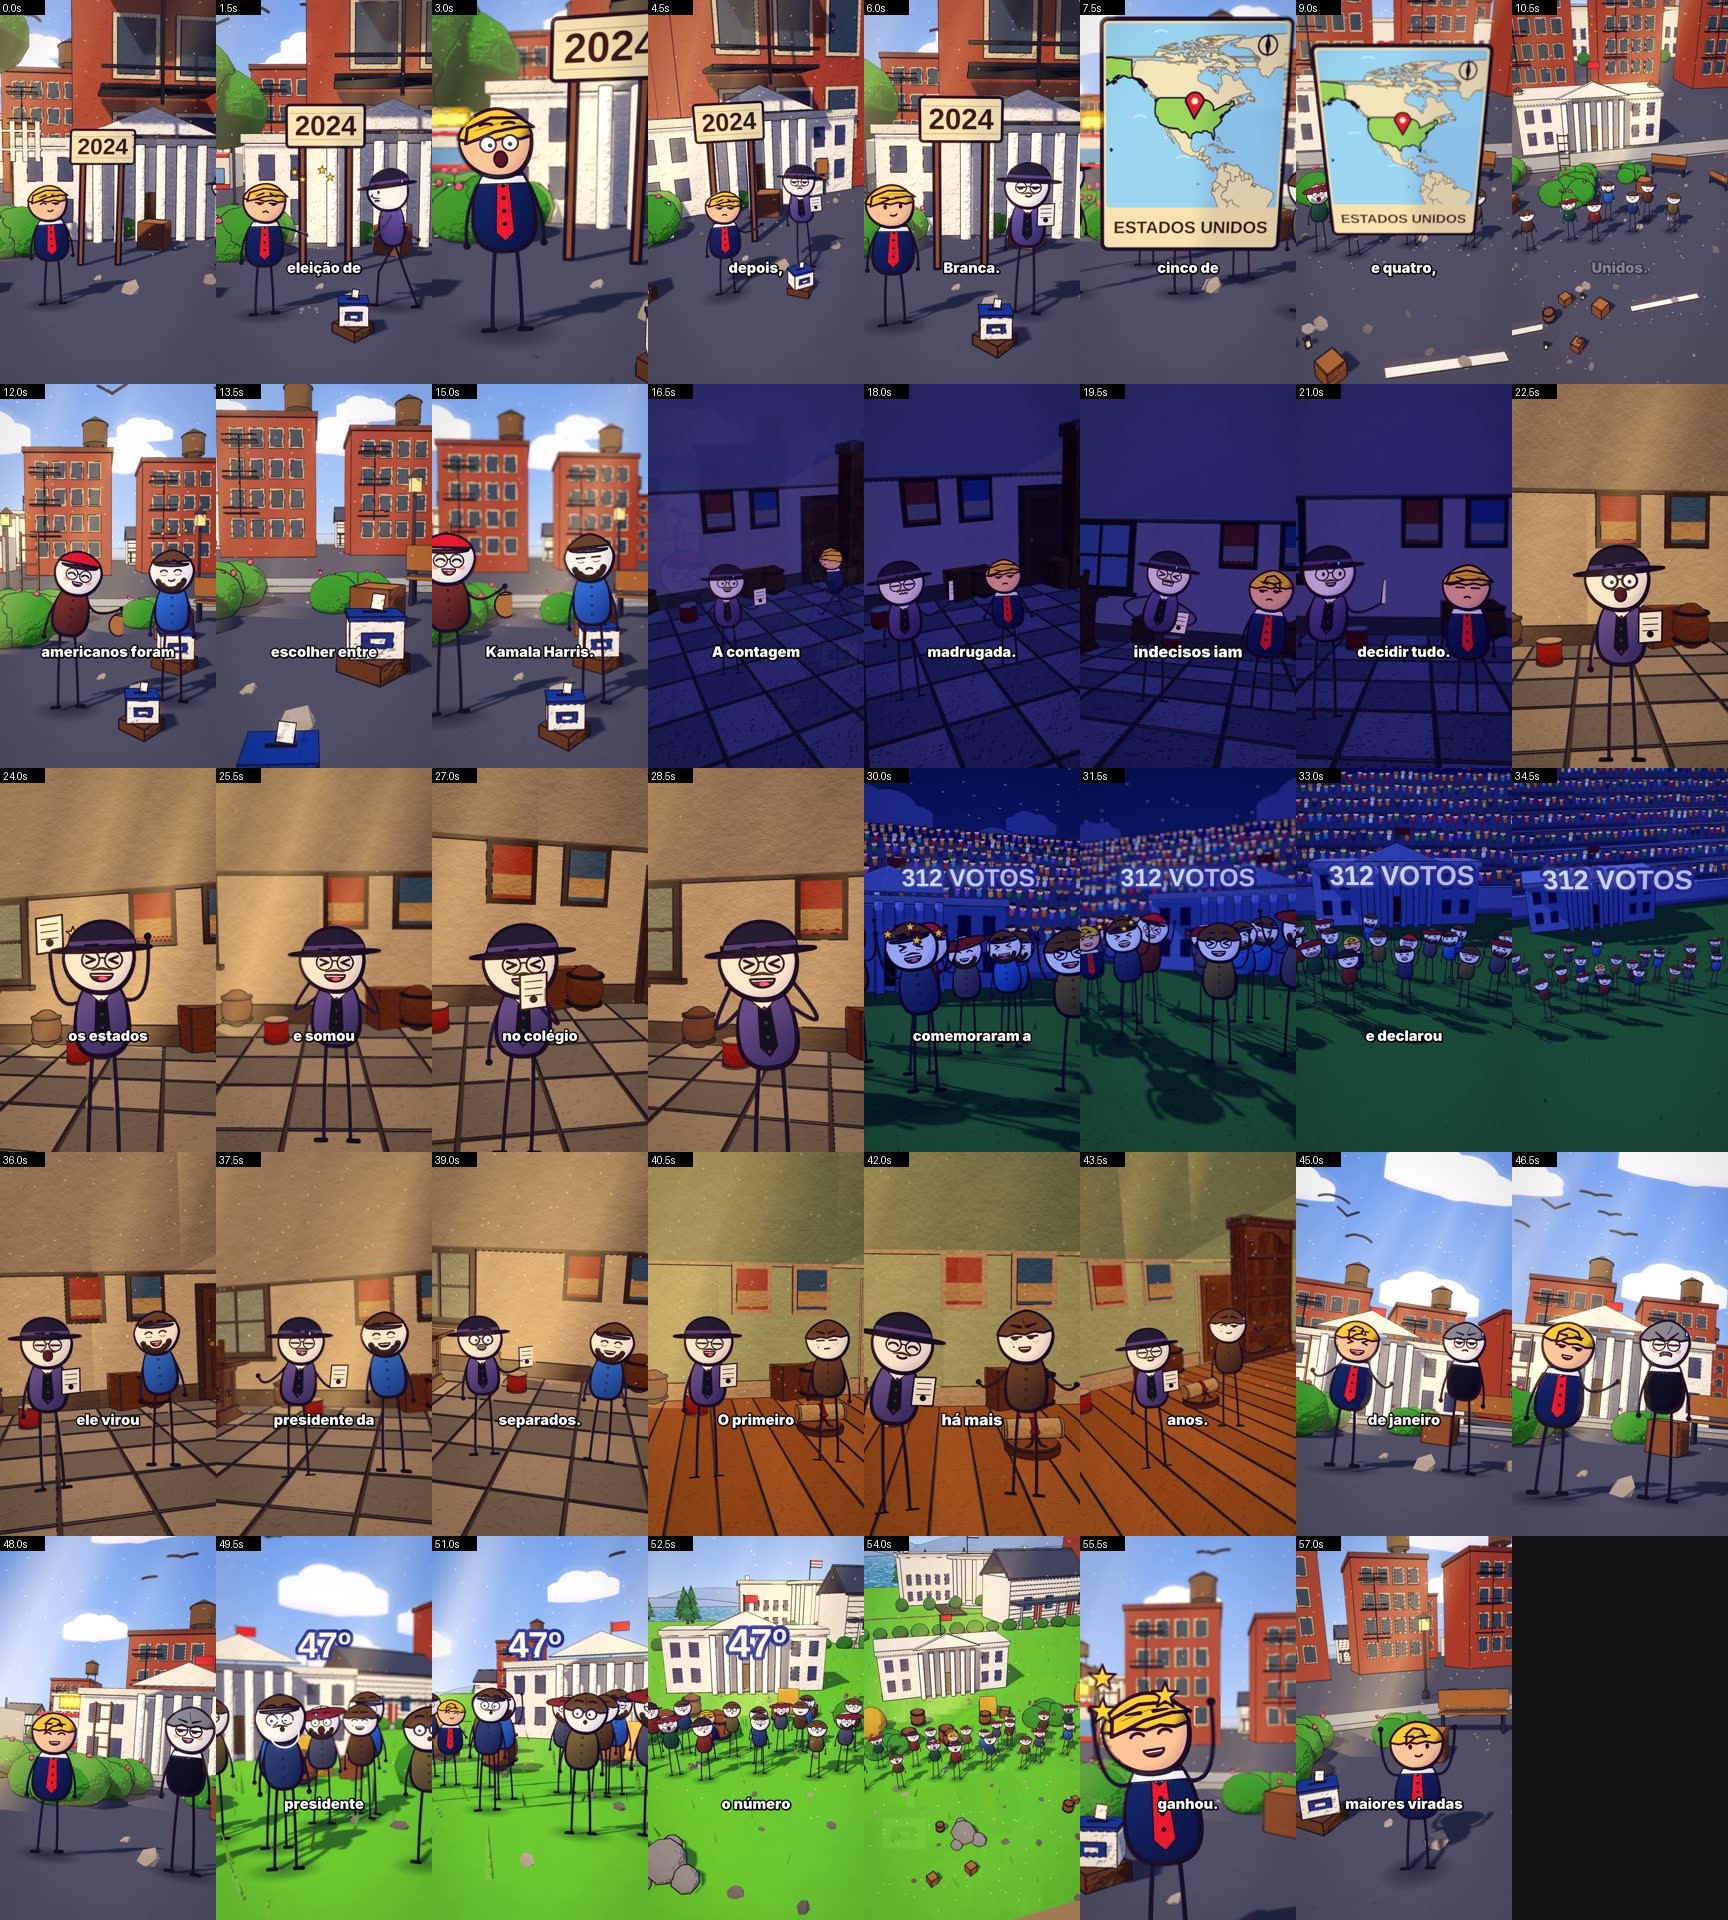 0.0s
1.5s
3.0s
4.5s
6.0s
7.5s
9.0s
10.5s
2024
2024
2024
2024
2024
ESTADOS UNIDOS
ESTADOS UNIDOS
eleição de
depois,
Branca.
cinco de
e quatro,
Unidos.
12.0s
13.5s
15.0s
16.5s
18.0s
19.5s
21.0s
22.5s
americanos foram
escolher entre
Kamala Harris.
A contagem
madrugada.
indecisos iam
decidir tudo.
24.0s
25.5s
27.0s
28.5s
30.0s
31.5s
33.0s
34.5s
312 VOTOS
312 VOTOS
312 VOTOS
312 VOTOS
os estados
e somou
no colégio
comemoraram a
e declarou
36.0s
37.5s
39.0s
40.5s
42.0s
43.5s
45.0s
46.5s
ele virou
presidente da
separados.
O primeiro
há mais
anos.
de janeiro
48.0s
49.5s
51.0s
52.5s
54.0s
55.5s
57.0s
47º
47º
47º
presidente
o número
ganhou.
maiores viradas